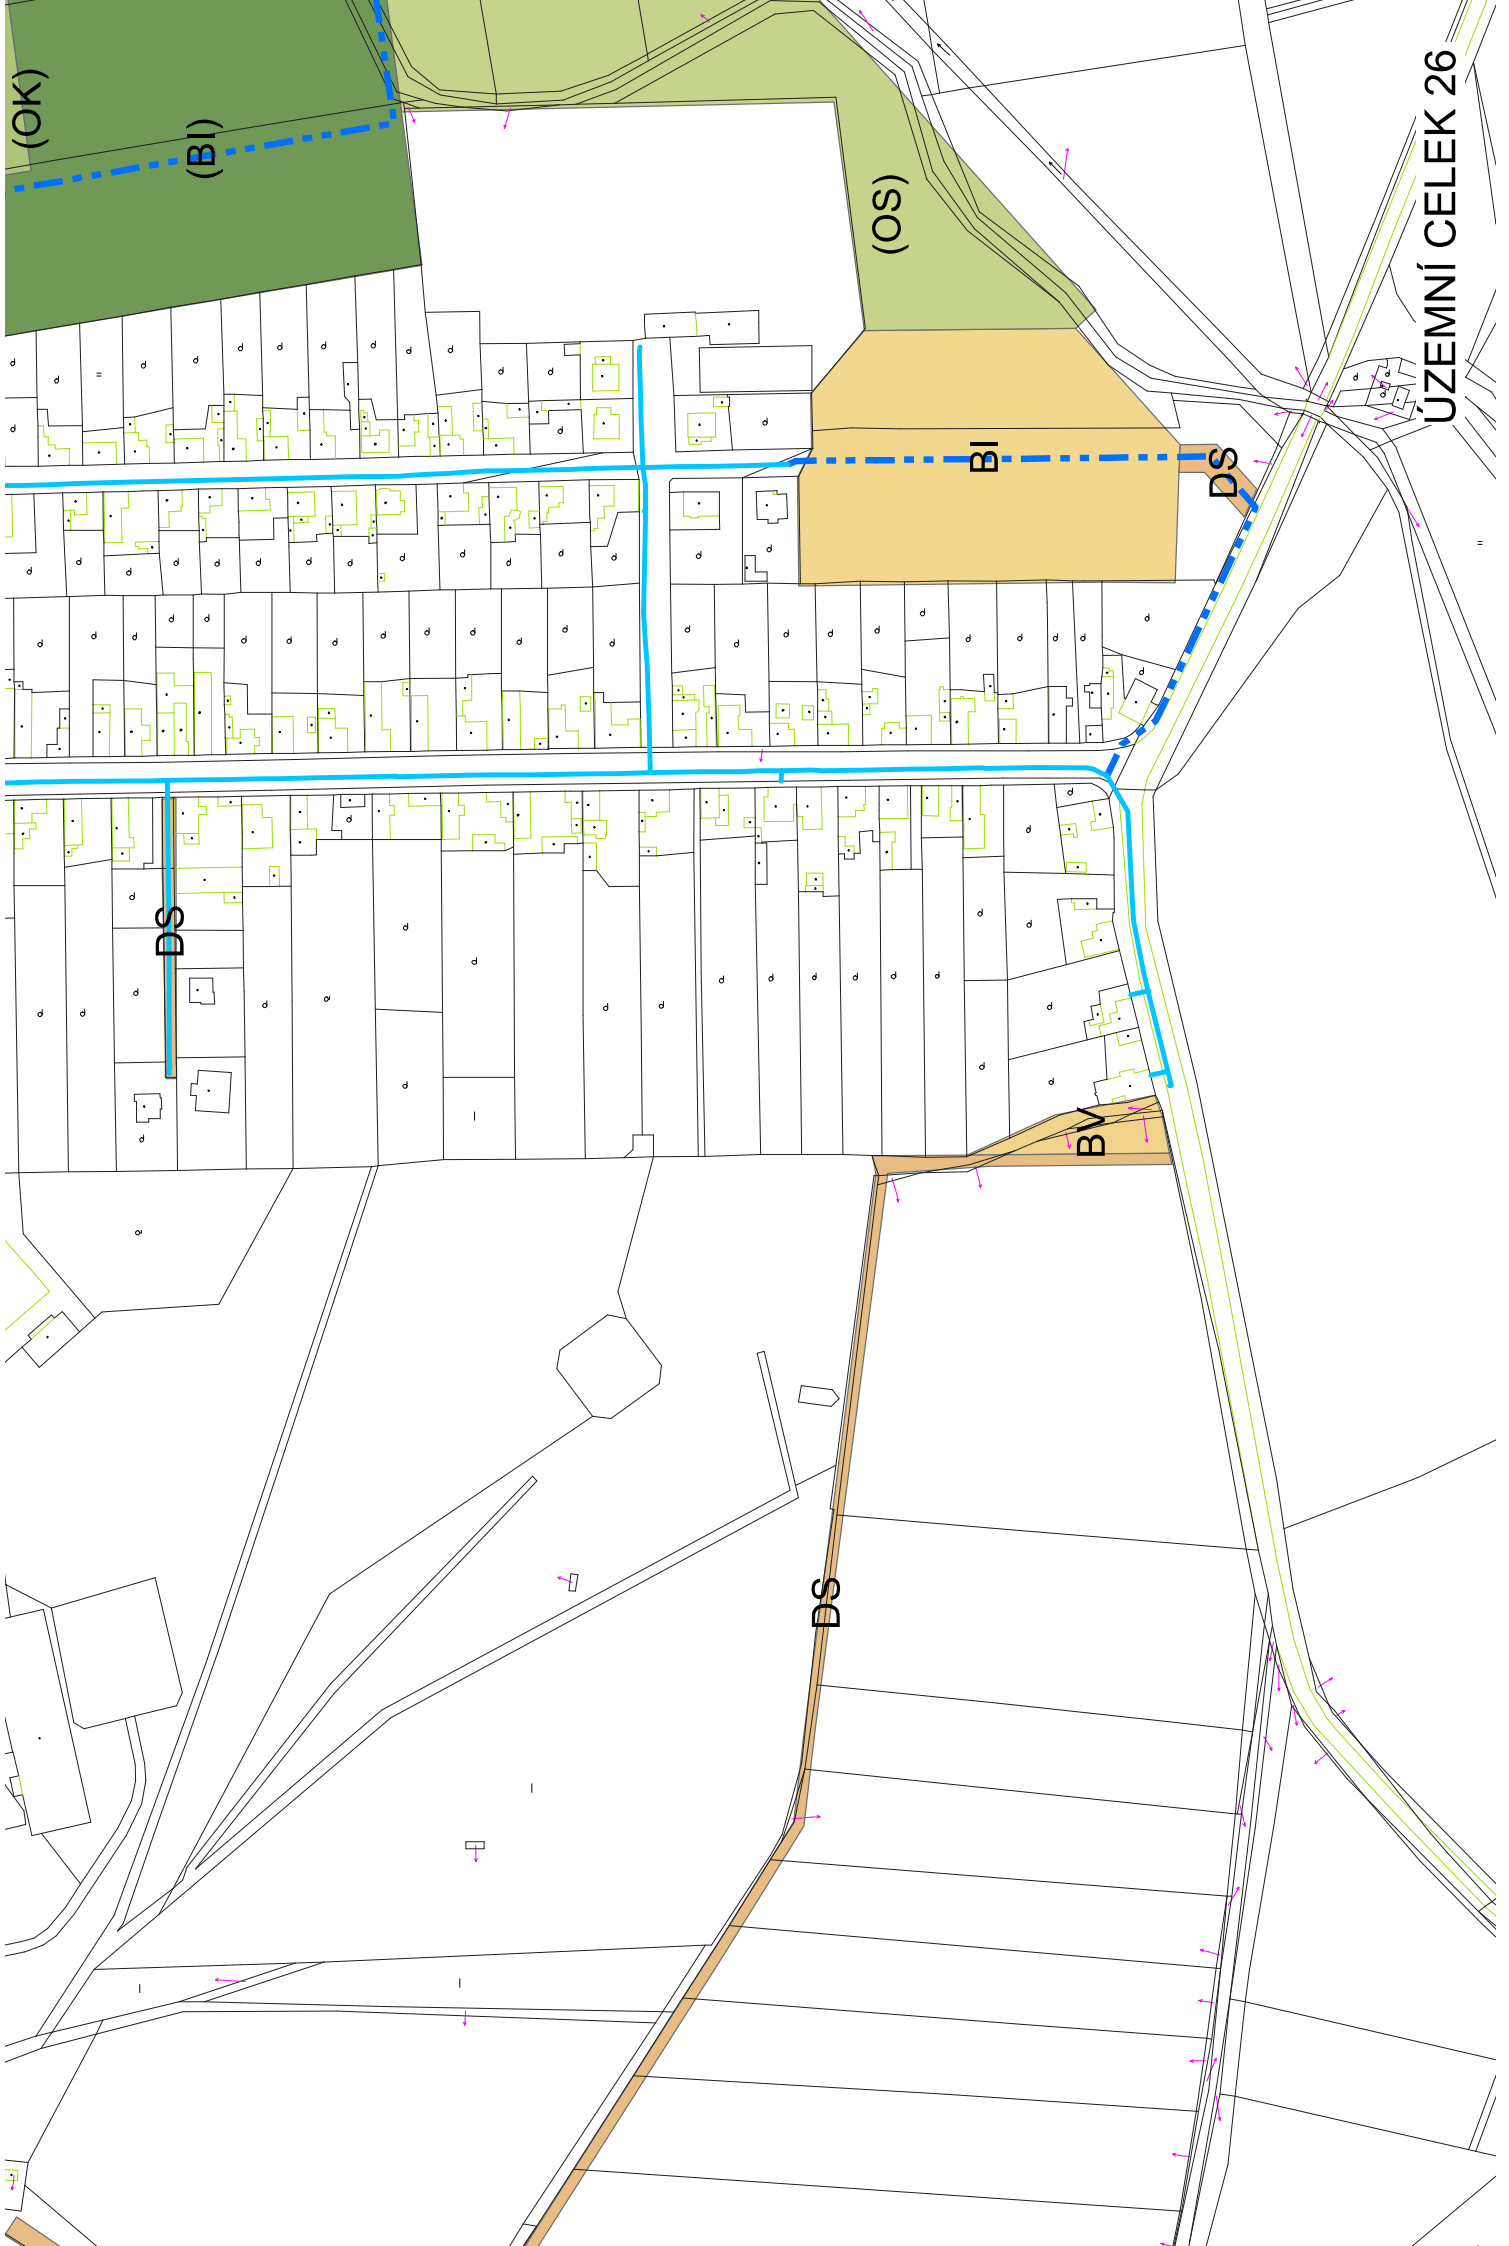 (OK)
(BI)
(OS)
ÚZEMNÍ CELEK 26
BI
DS
DS
BV
DS